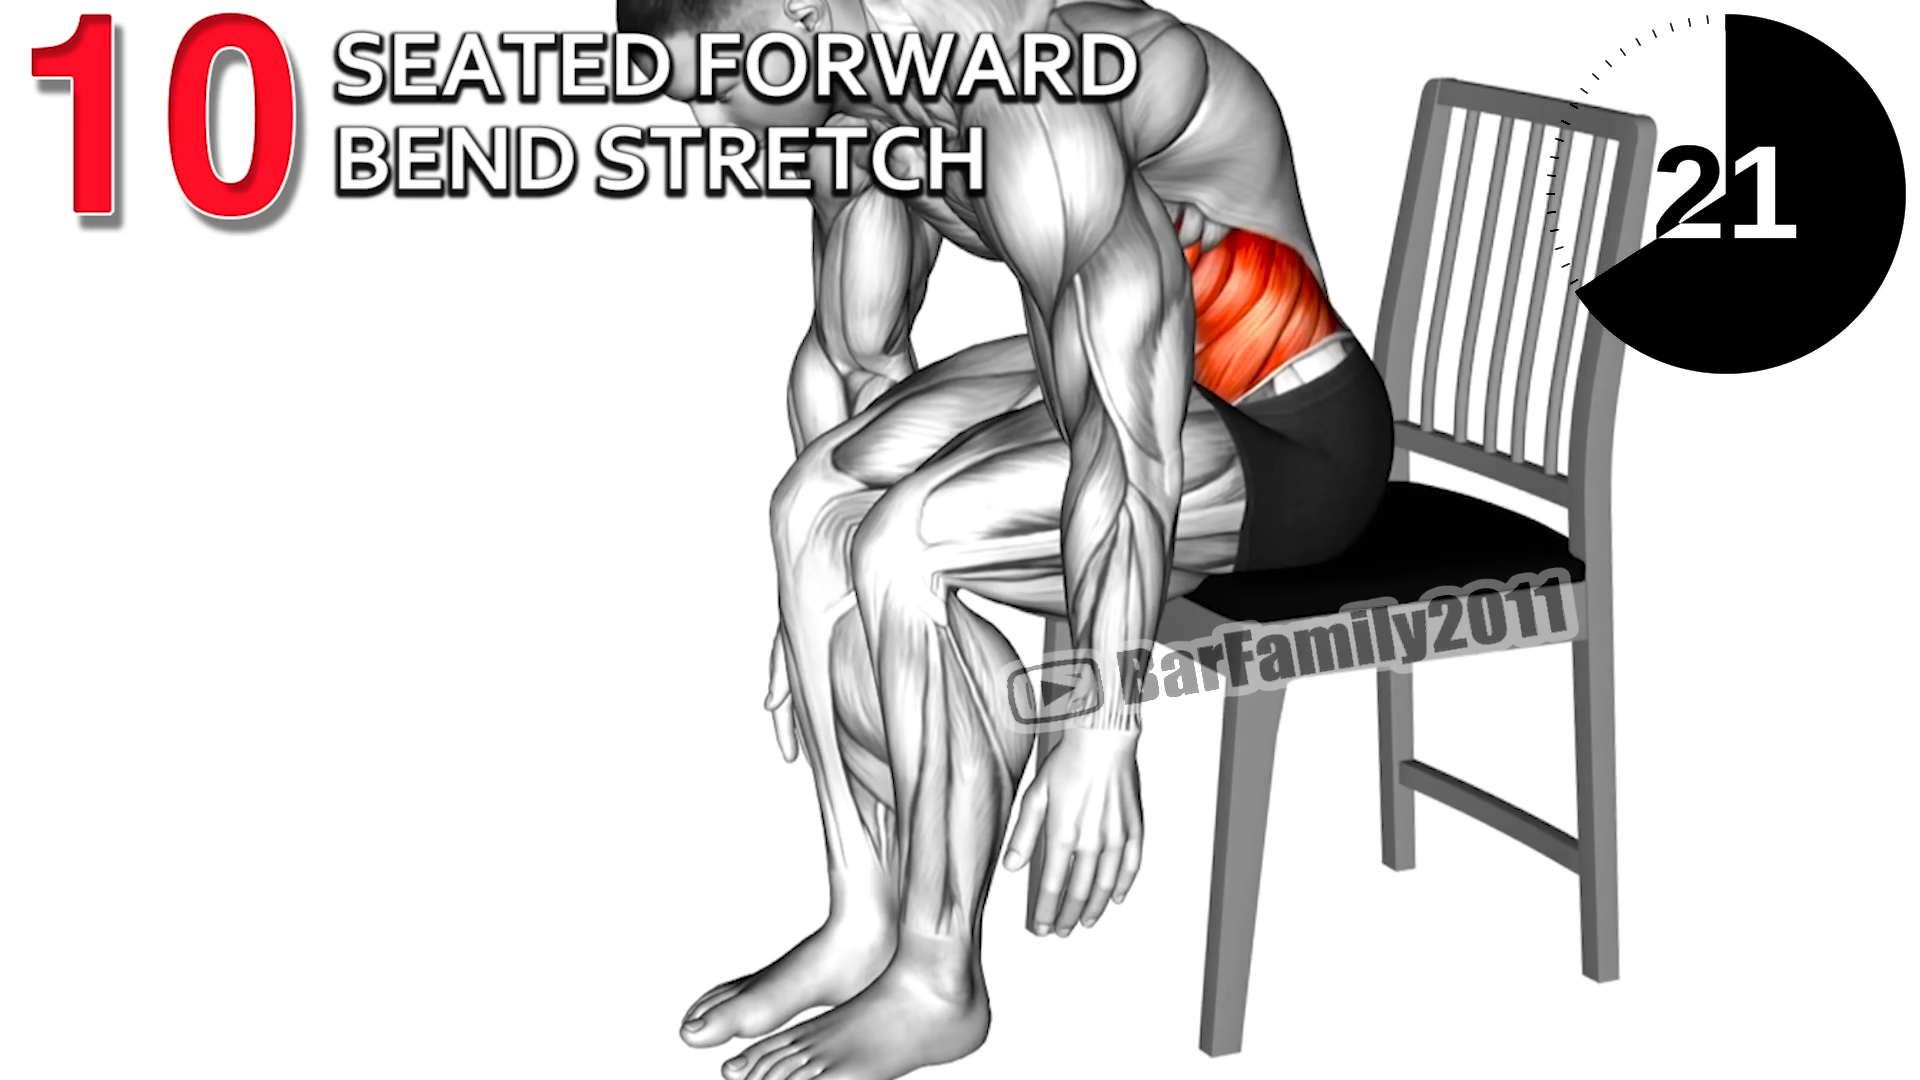 10
SEATED FORWARD
BEND STRETCH
21
BarFamily2011